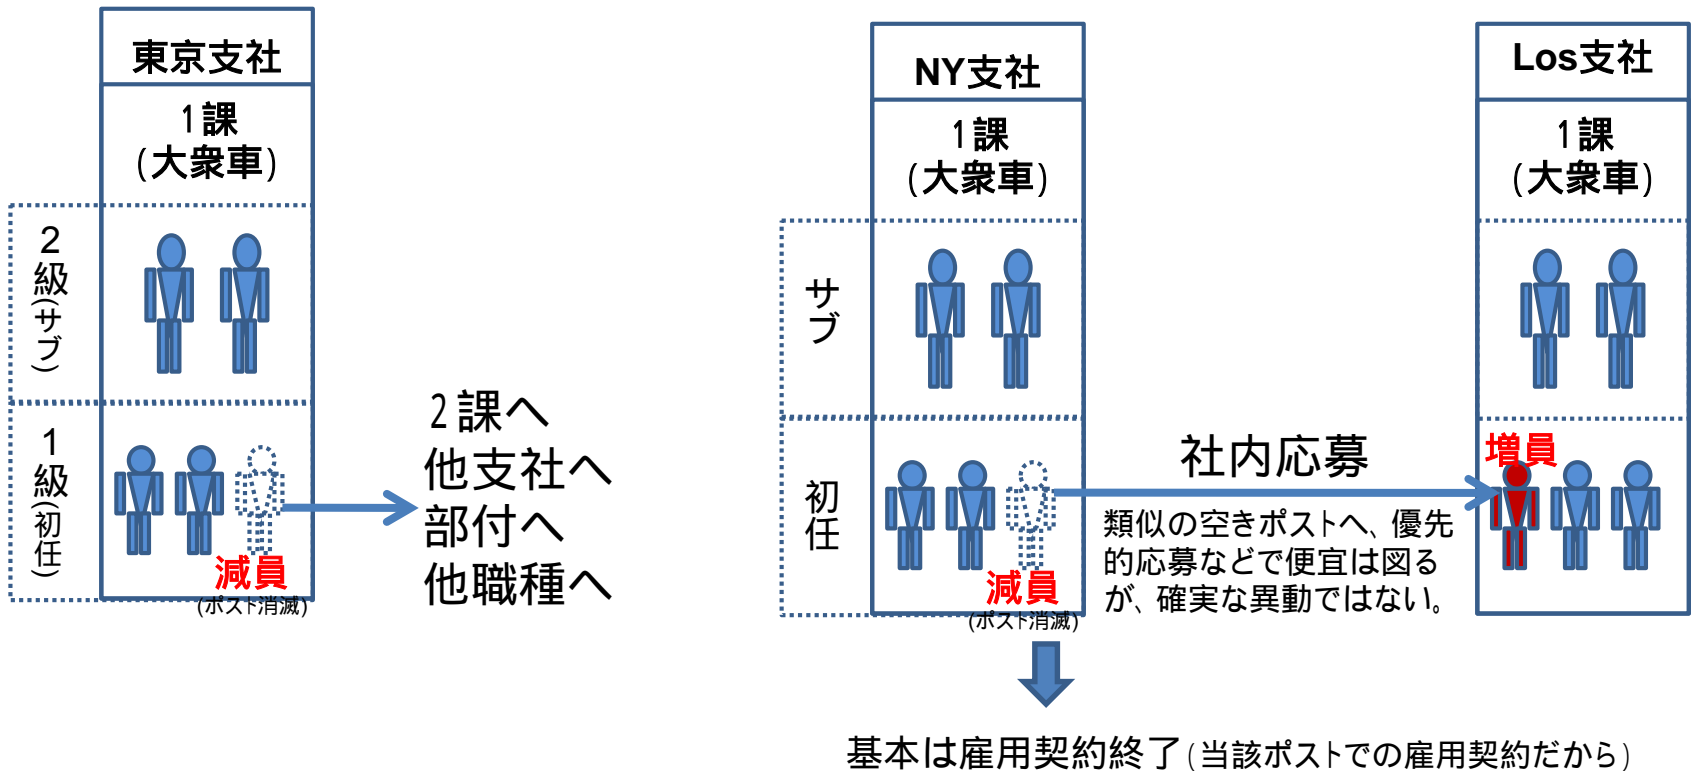 東京支社
1課
(大衆車)
2級(サブ)
1級(初任)
減員
(ポスト消滅)
2課へ
他支社へ
部付へ
他職種へ
NY支社
1課
(大衆車)
サブ
初任
減員
(ポスト消滅)
社内応募
類似の空きポストへ、優先
的応募などで便宜は図る
が、確実な異動ではない。
Los支社
1課
(大衆車)
増員
基本は雇用契約終了(当該ポストでの雇用契約だから)